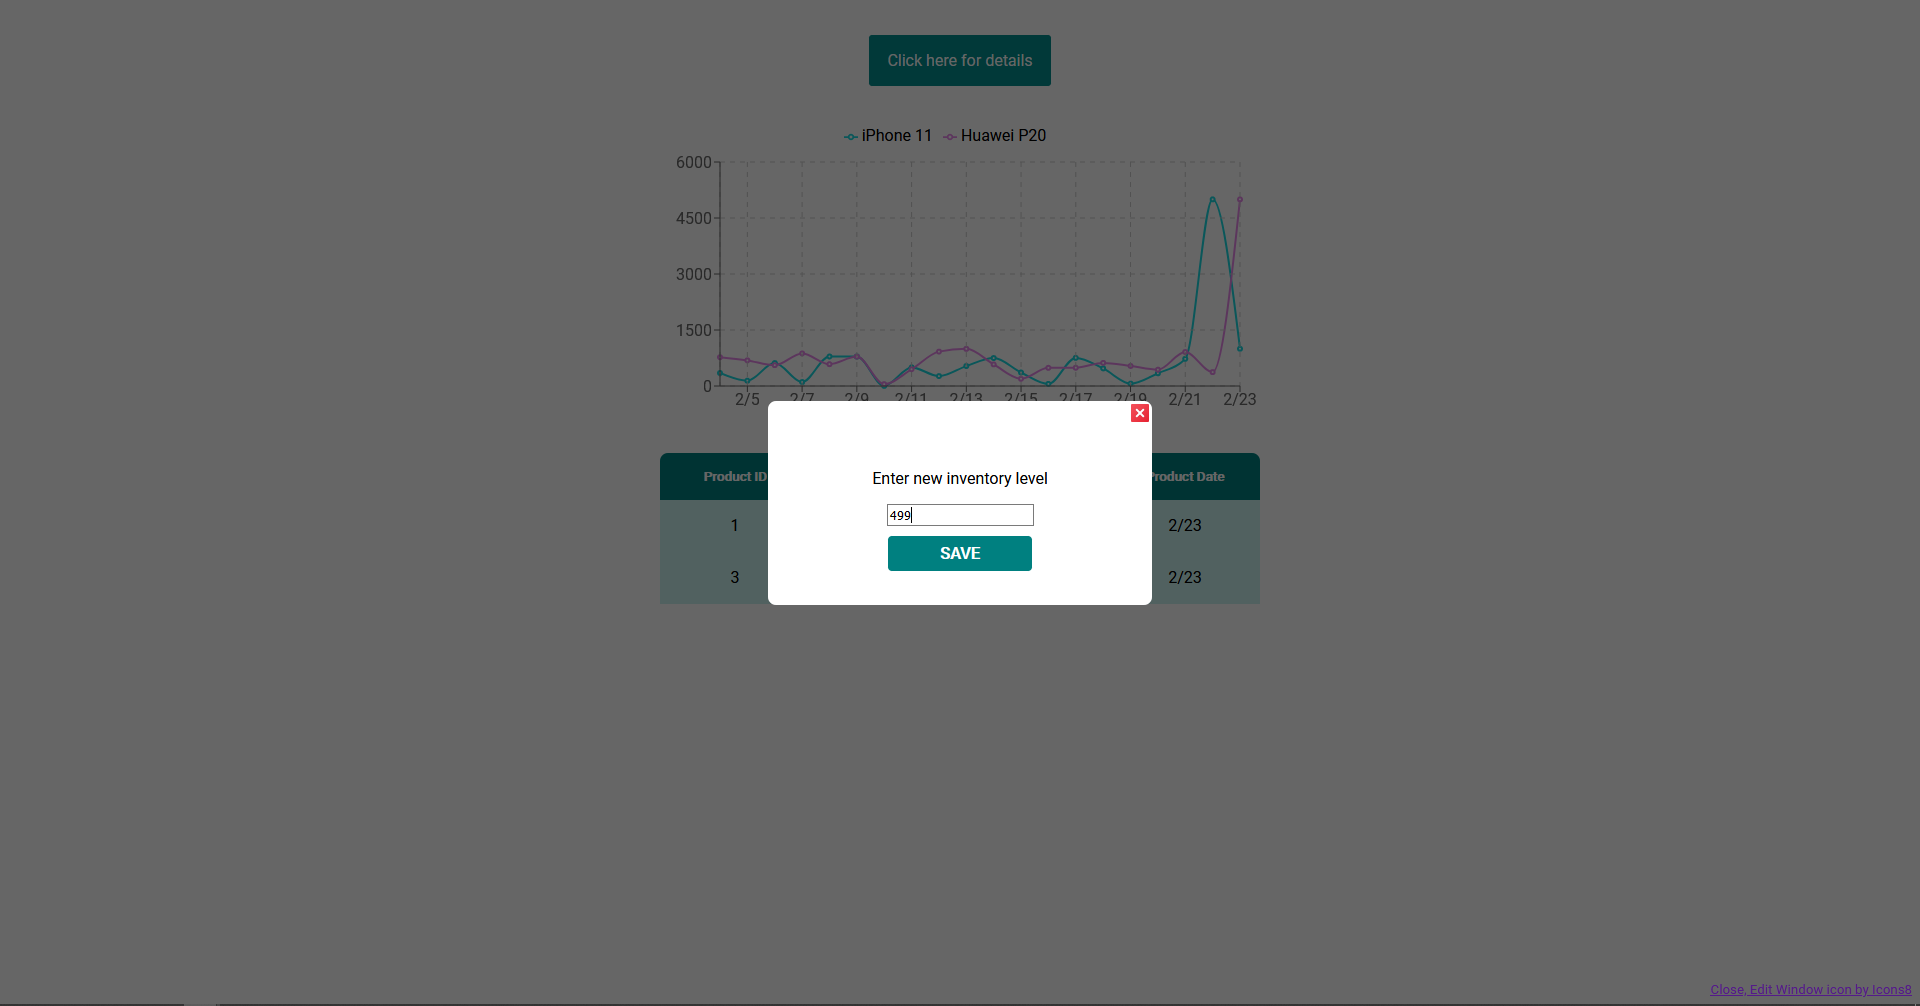 Click here for details
iPhone 11 Huawei P20
6000
4500
3000
1500
0
2/5 2/7 2/9 2/11 2/13 2/15 2/17 2/19 2/21 2/23
Enter new inventory level
499
SAVE
Product ID Product Date
1 2/23
3 2/23
Close, Edit Window icon by Icons8